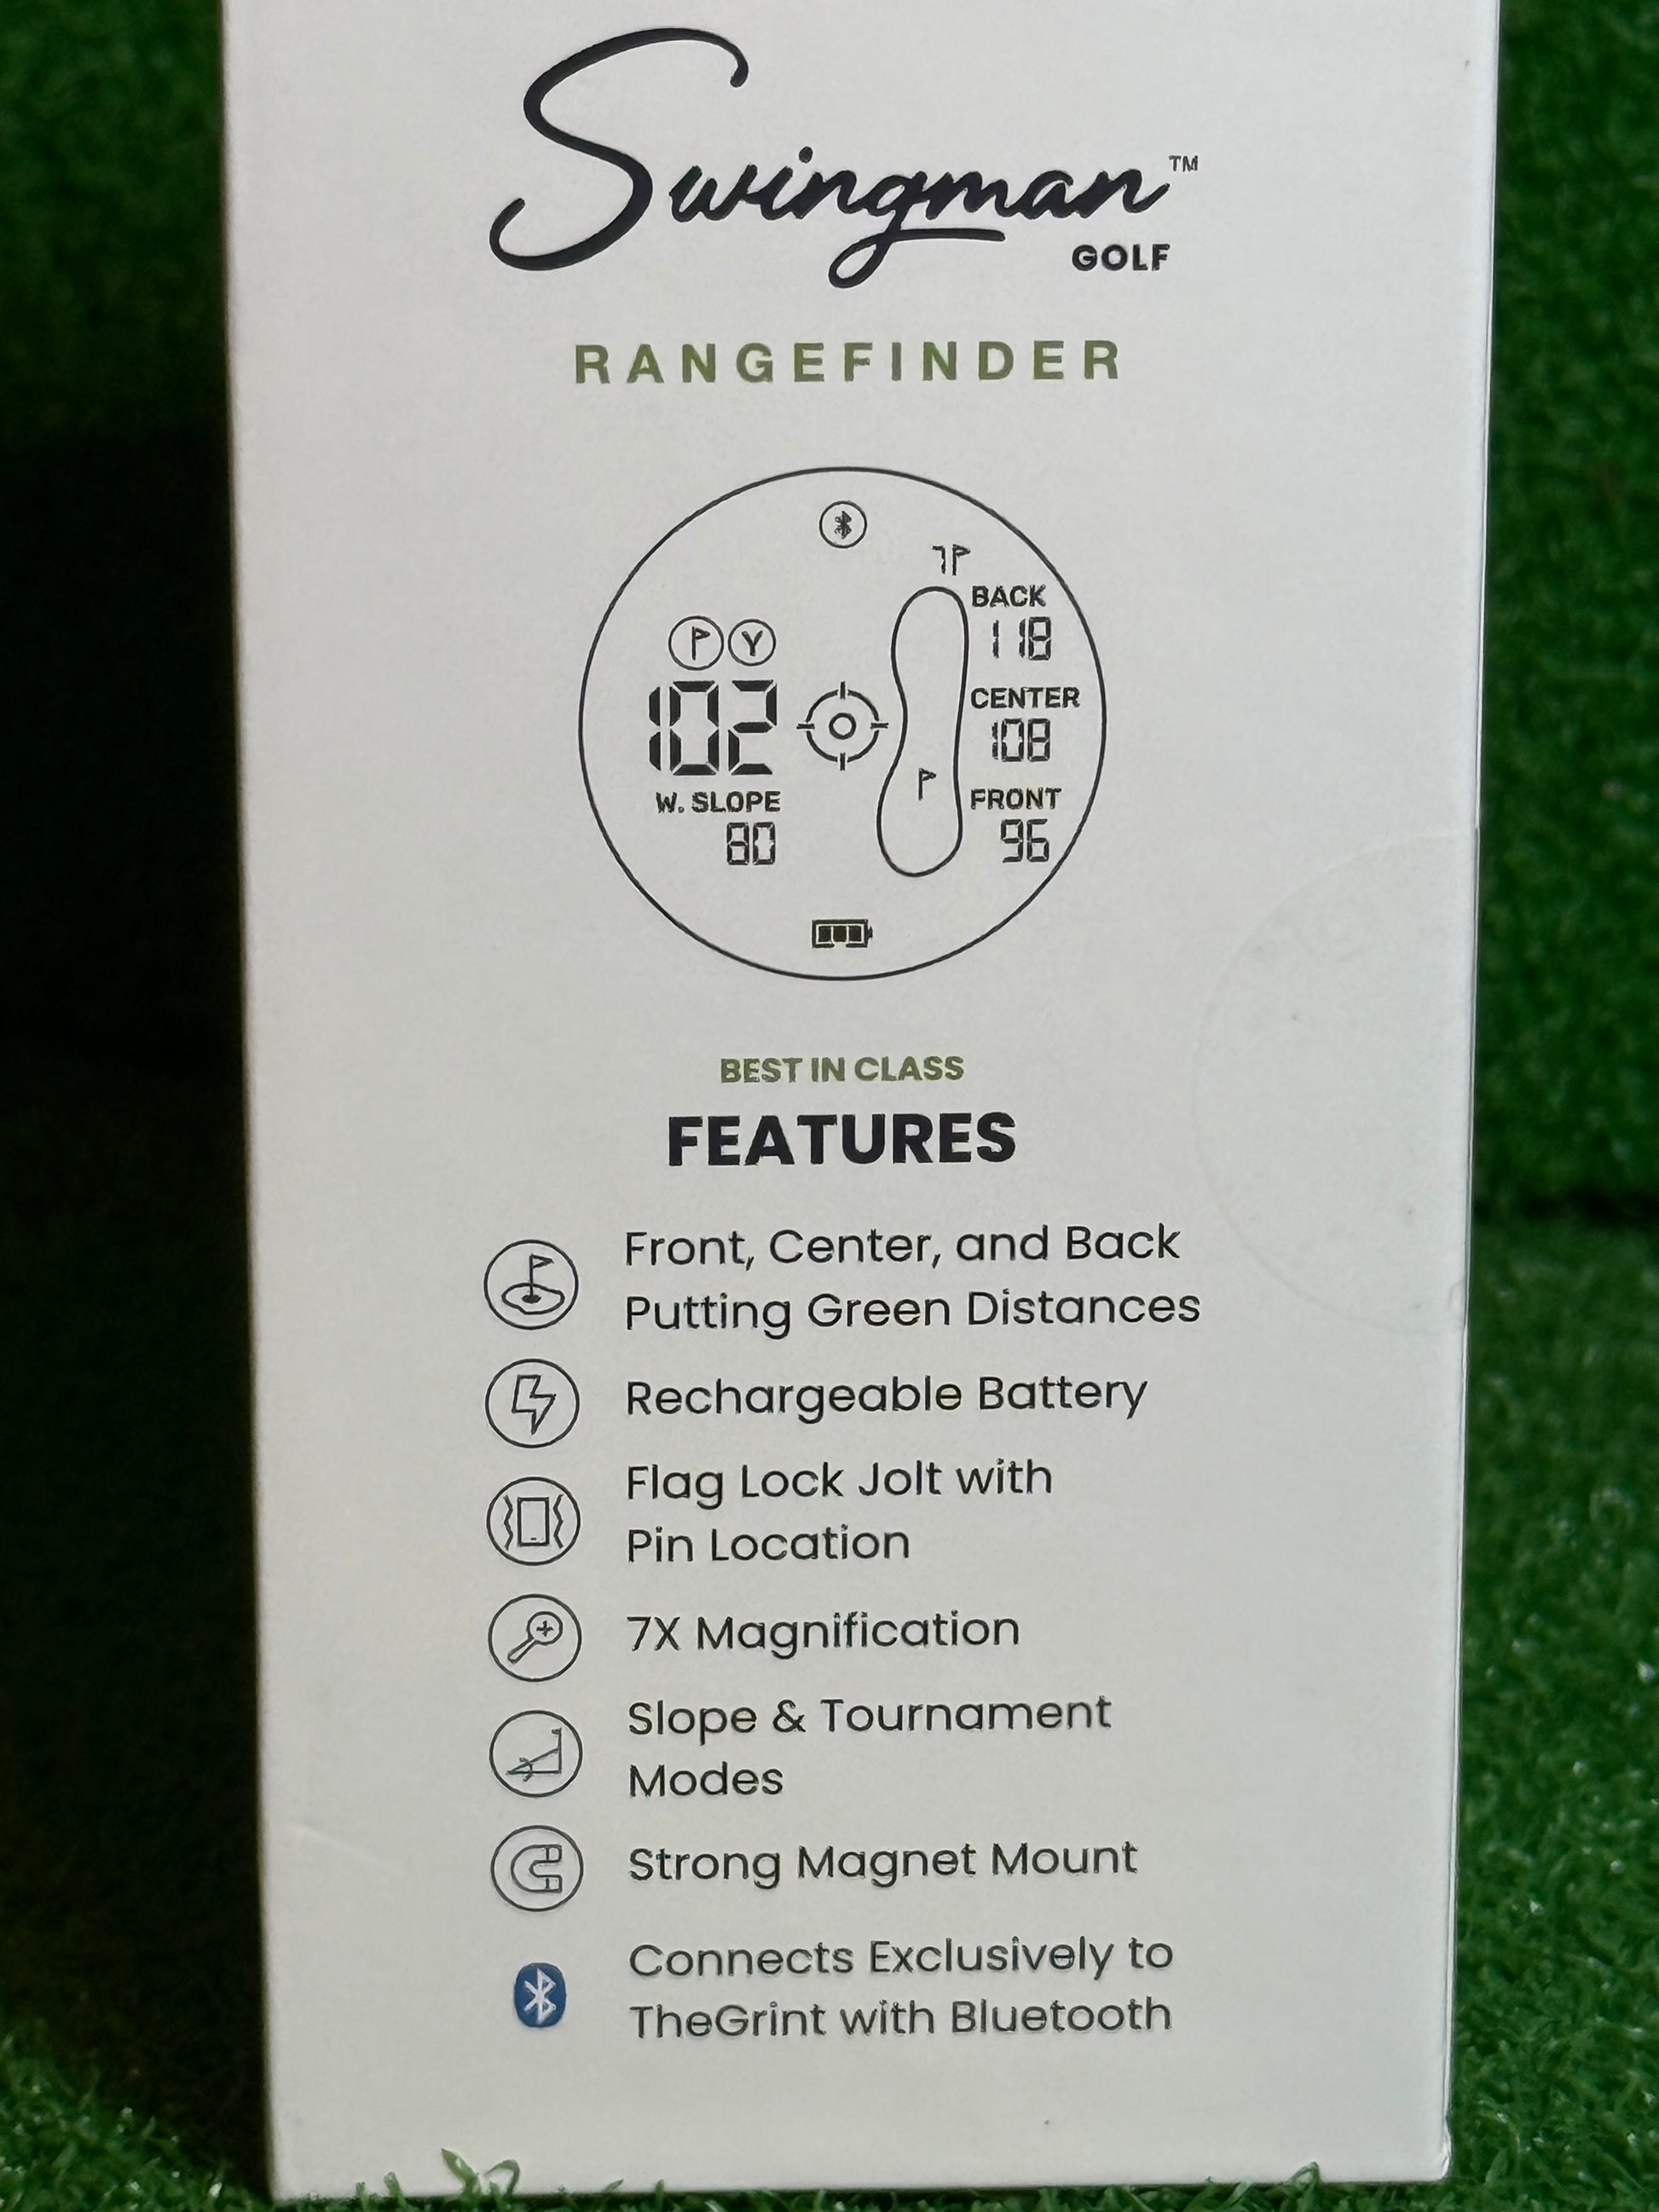 Swingman™
GOLF
RANGEFINDER
7
BACK
118
Y
CENTER
102
108
W. SLOPE
FRONT
80
96
BEST IN CLASS
FEATURES
Front, Center, and Back
Putting Green Distances
Rechargeable Battery
Flag Lock Jolt with
Pin Location
7X Magnification
Slope & Tournament
Modes
Strong Magnet Mount
Connects Exclusively to
TheGrint with Bluetooth